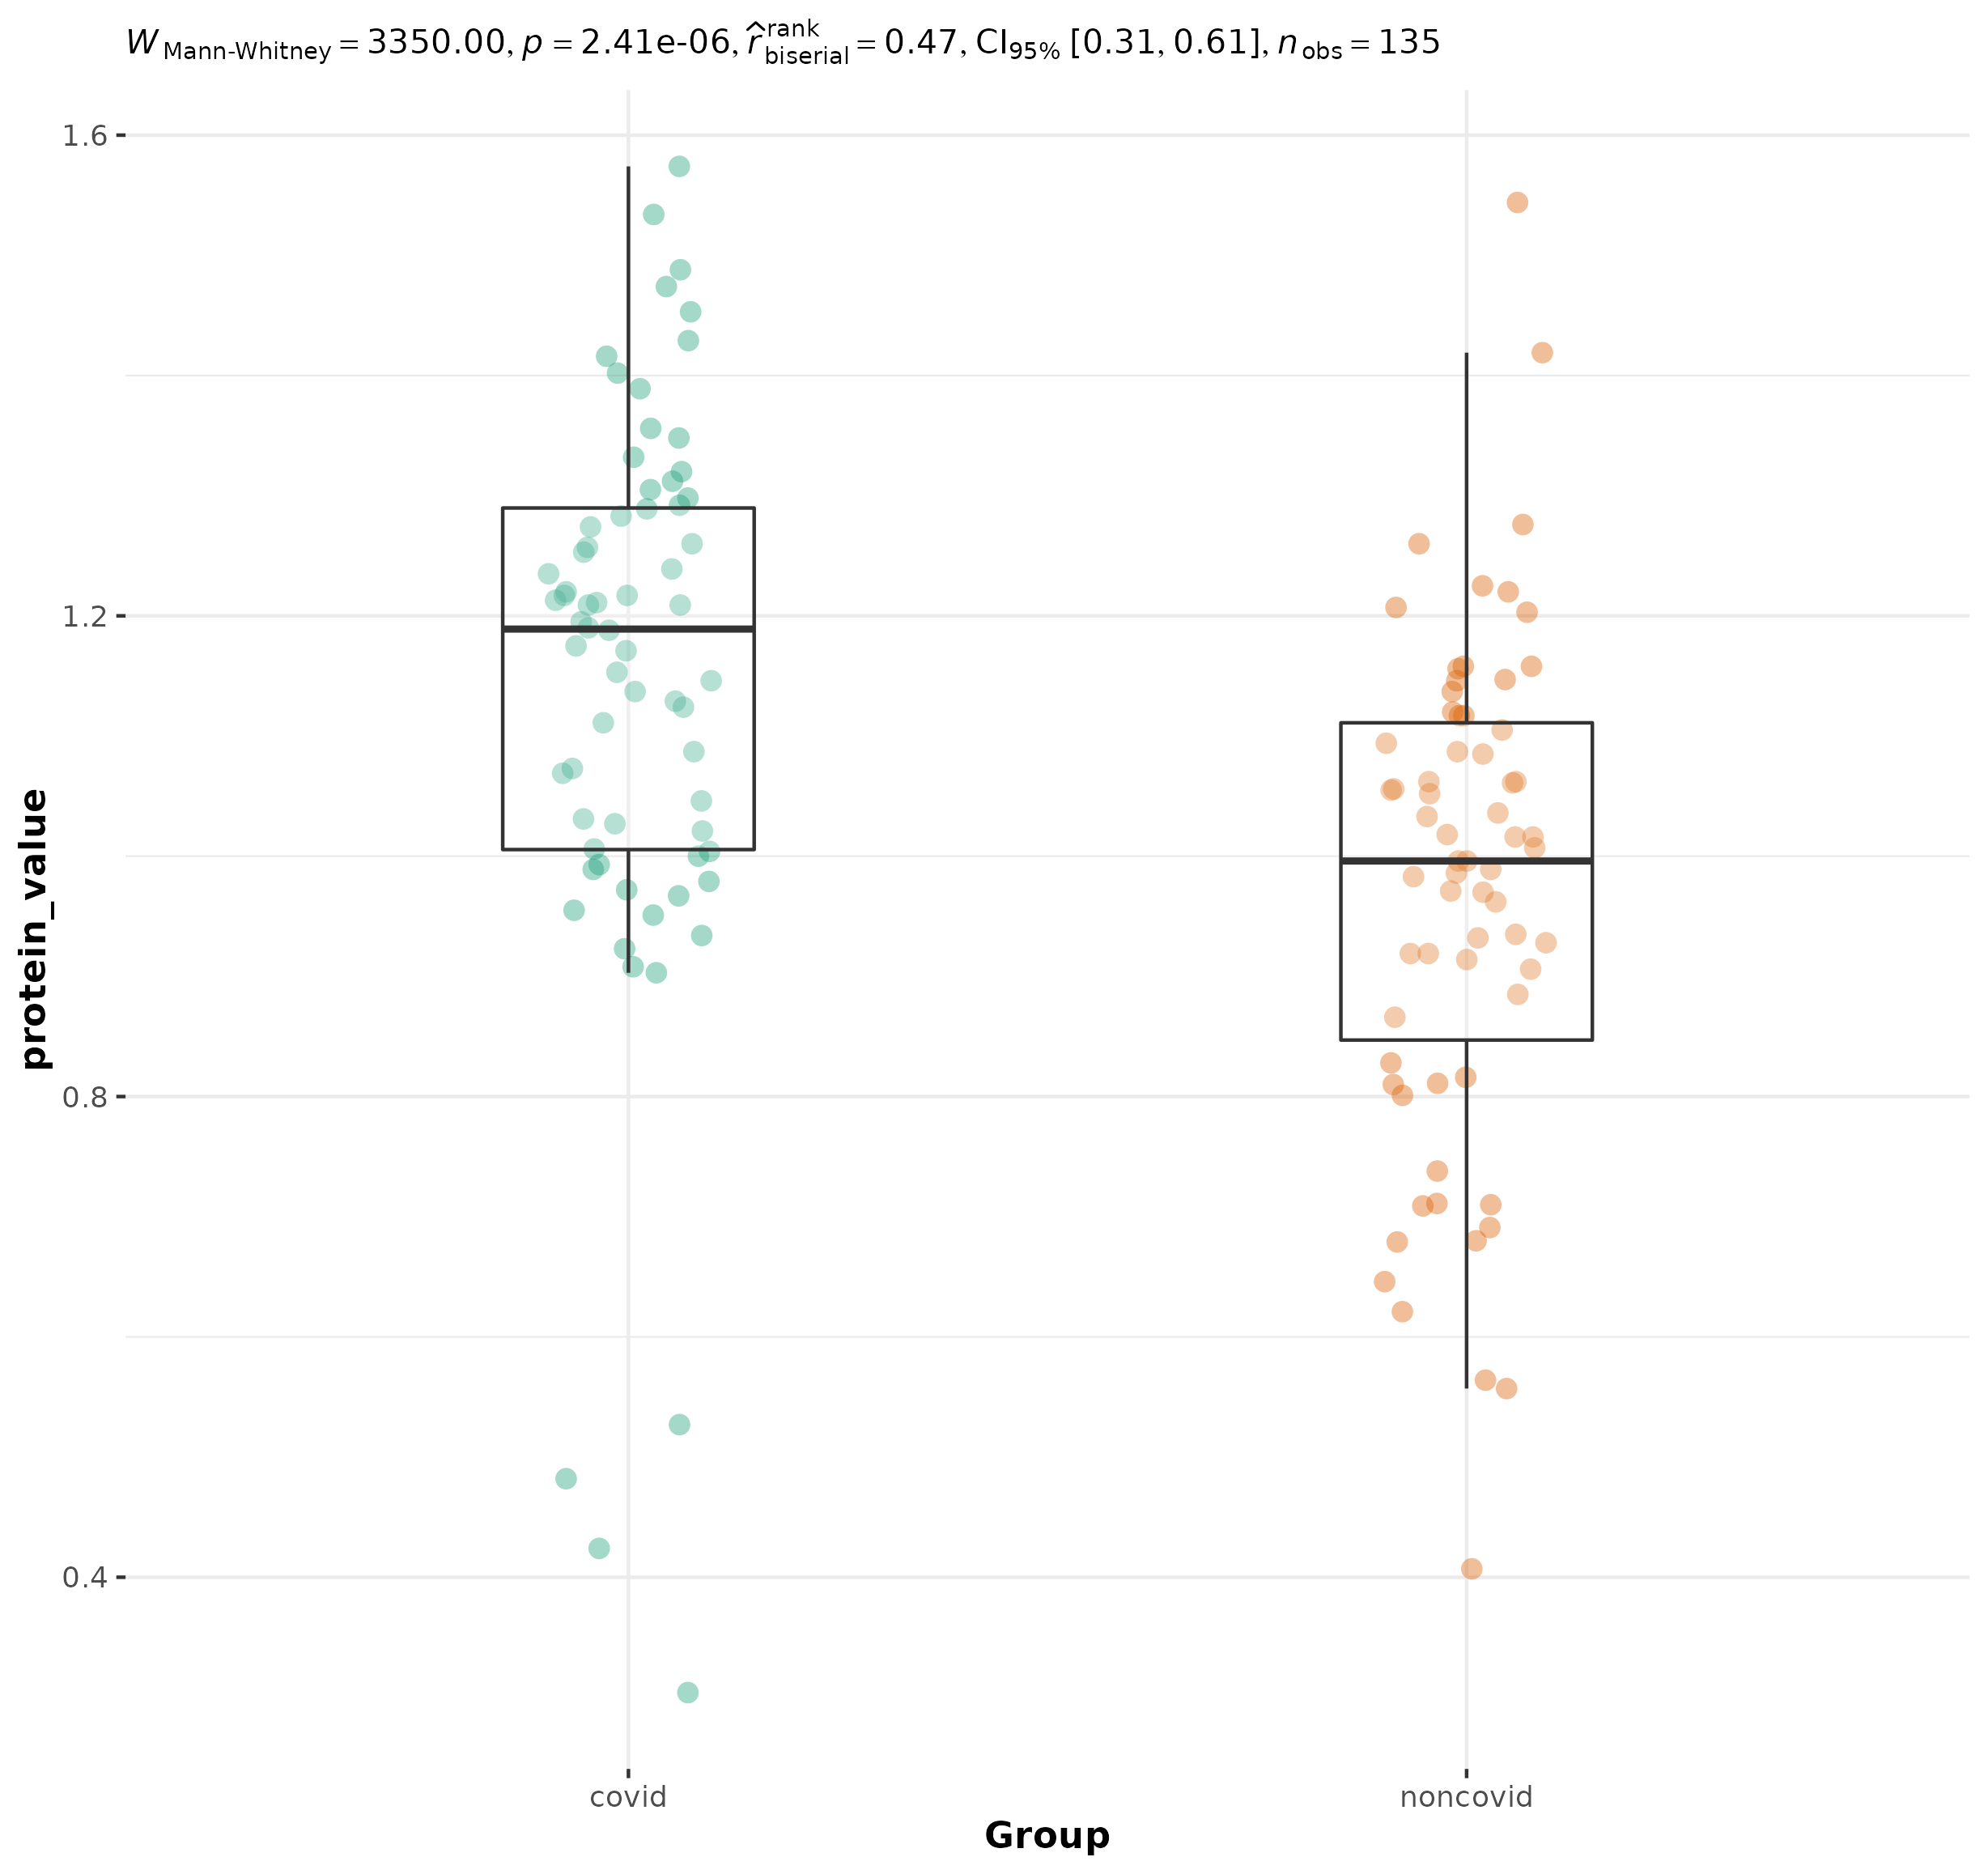 W Mann-Whitney = 3350.00, p = 2.41e-06, r̂ rank biserial = 0.47, CI95% [0.31, 0.61], n obs = 135
1.6
1.2
0.8
0.4
protein_value
covid noncovid
Group